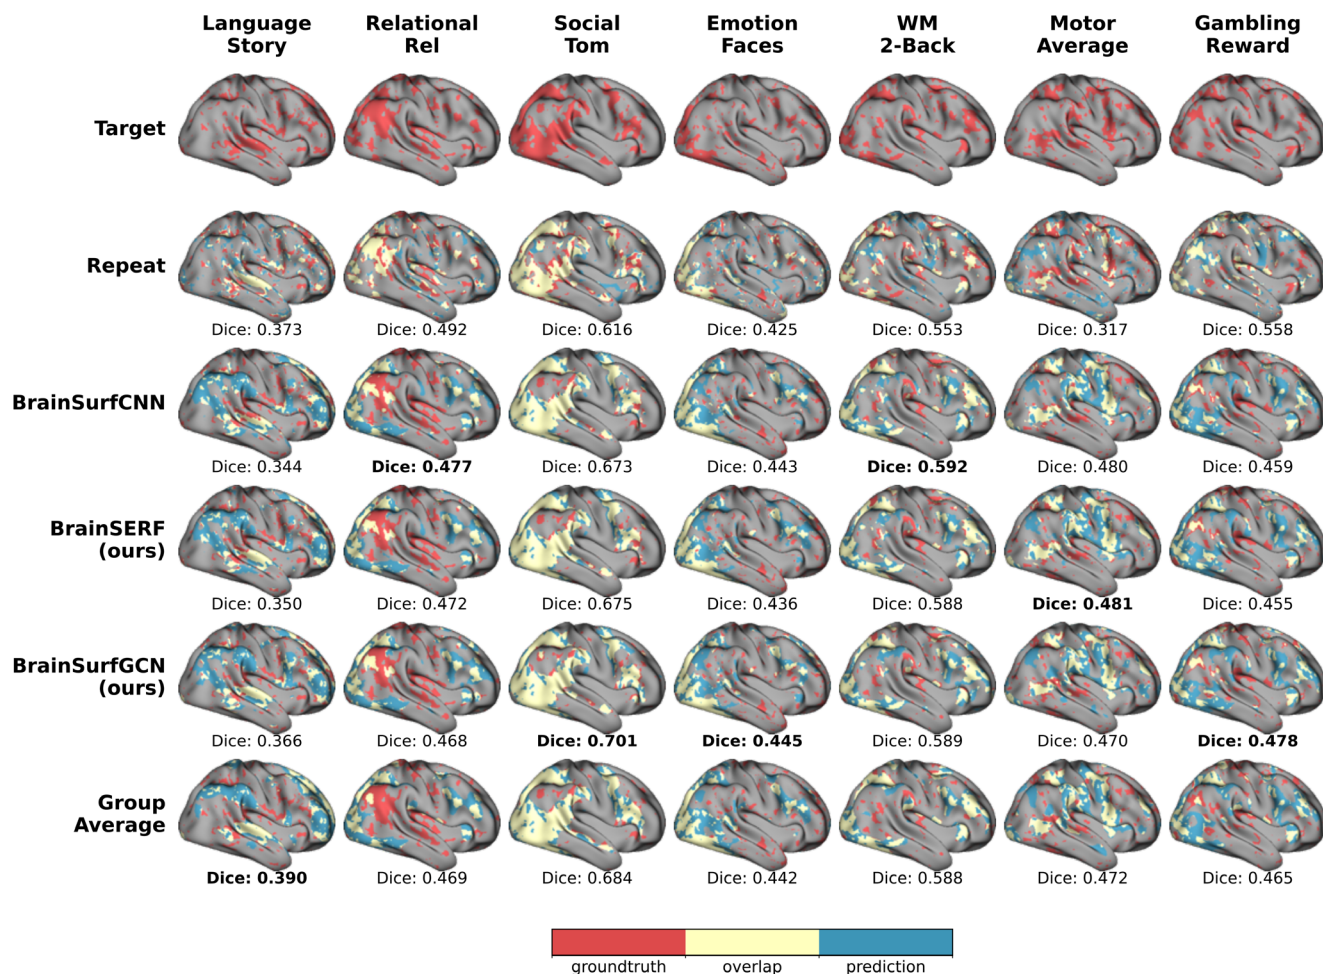 Language Story
Relational Rel
Social Tom
Emotion Faces
WM 2-Back
Motor Average
Gambling Reward
Target
Repeat
Dice: 0.373
Dice: 0.492
Dice: 0.616
Dice: 0.425
Dice: 0.553
Dice: 0.317
Dice: 0.558
BrainSurfCNN
Dice: 0.344
Dice: 0.477
Dice: 0.673
Dice: 0.443
Dice: 0.592
Dice: 0.480
Dice: 0.459
BrainSERF
(ours)
Dice: 0.350
Dice: 0.472
Dice: 0.675
Dice: 0.436
Dice: 0.588
Dice: 0.481
Dice: 0.455
BrainSurfGCN
(ours)
Dice: 0.366
Dice: 0.468
Dice: 0.701
Dice: 0.445
Dice: 0.589
Dice: 0.470
Dice: 0.478
Group
Average
Dice: 0.390
Dice: 0.469
Dice: 0.684
Dice: 0.442
Dice: 0.588
Dice: 0.472
Dice: 0.465
groundtruth
overlap
prediction